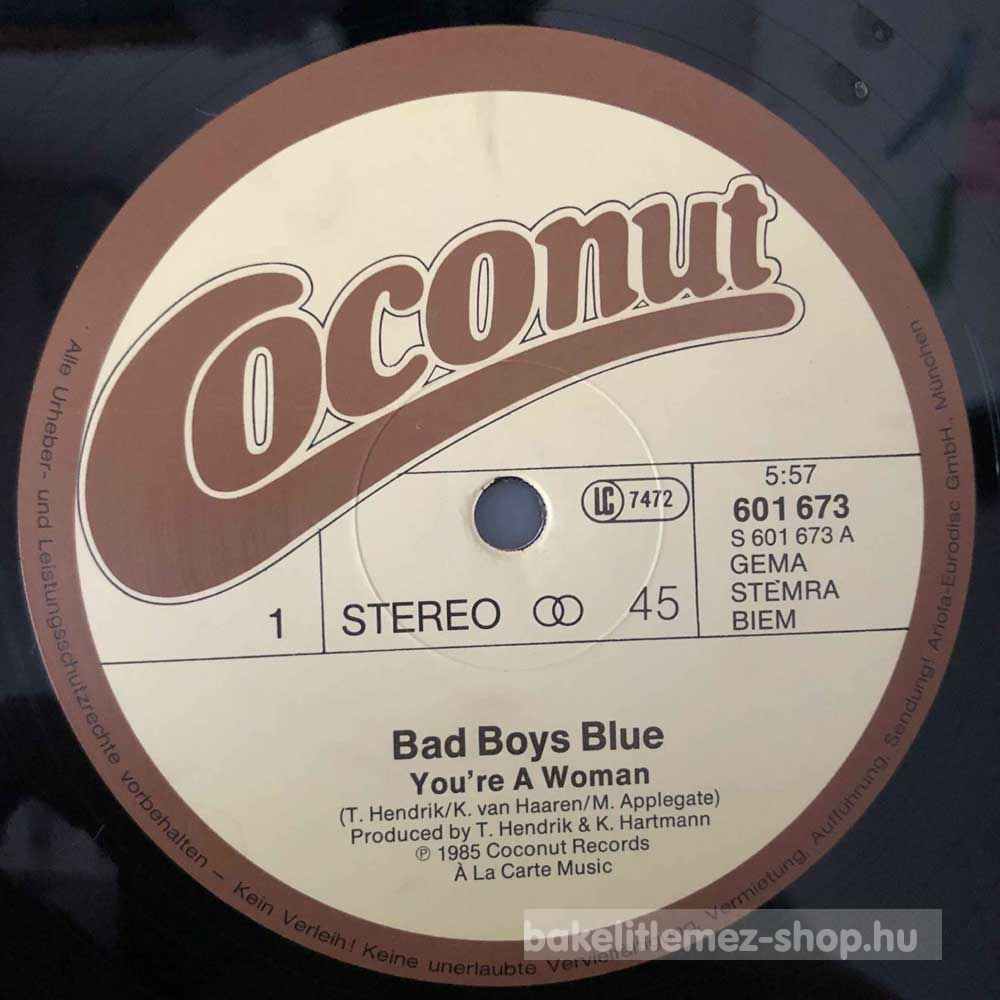 Coconut
1
STEREO
45
LC 7472
5:57
601 673
S 601 673 A
GEMA
STEMRA
BIEM
Bad Boys Blue
You're A Woman
(T. Hendrik/K. van Haaren/M. Applegate)
Produced by T. Hendrik & K. Hartmann
℗ 1985 Coconut Records
À La Carte Music
Alle Urheber- und Leistungsschutzrechte vorbehalten – Kein Verleih! Keine unerlaubte Vermietung, Aufführung, Sendung! Ariola-Eurodisc GmbH., München
bakelitlemez-shop.hu